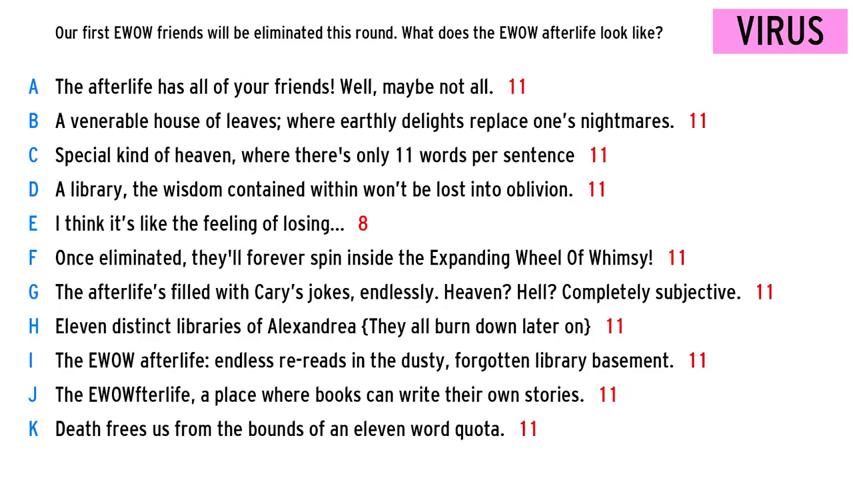 Our first EWOW friends will be eliminated this round. What does the EWOW afterlife look like? VIRUS
A The afterlife has all of your friends! Well, maybe not all. 11
B A venerable house of leaves; where earthly delights replace one's nightmares. 11
C Special kind of heaven, where there's only 11 words per sentence 11
D A library, the wisdom contained within won't be lost into oblivion. 11
E I think it's like the feeling of losing... 8
F Once eliminated, they'll forever spin inside the Expanding Wheel Of Whimsy! 11
G The afterlife's filled with Cary's jokes, endlessly. Heaven? Hell? Completely subjective. 11
H Eleven distinct libraries of Alexandrea {They all burn down later on} 11
I The EWOW afterlife: endless re-reads in the dusty, forgotten library basement. 11
J The EWOWfterlife, a place where books can write their own stories. 11
K Death frees us from the bounds of an eleven word quota. 11